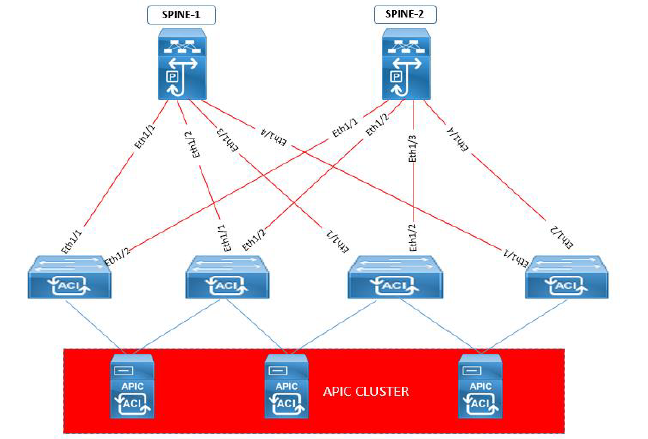 SPINE-1
SPINE-2
P
P
Eth1/1
Eth1/2
Eth1/3
Eth1/4
Eth1/1
Eth1/2
Eth1/3
Eth1/4
Eth1/1
Eth1/2
Eth1/1
Eth1/2
Eth1/1
Eth1/2
Eth1/1
Eth1/2
ACI
ACI
ACI
ACI
APIC
ACI
APIC
ACI
APIC CLUSTER
APIC
ACI